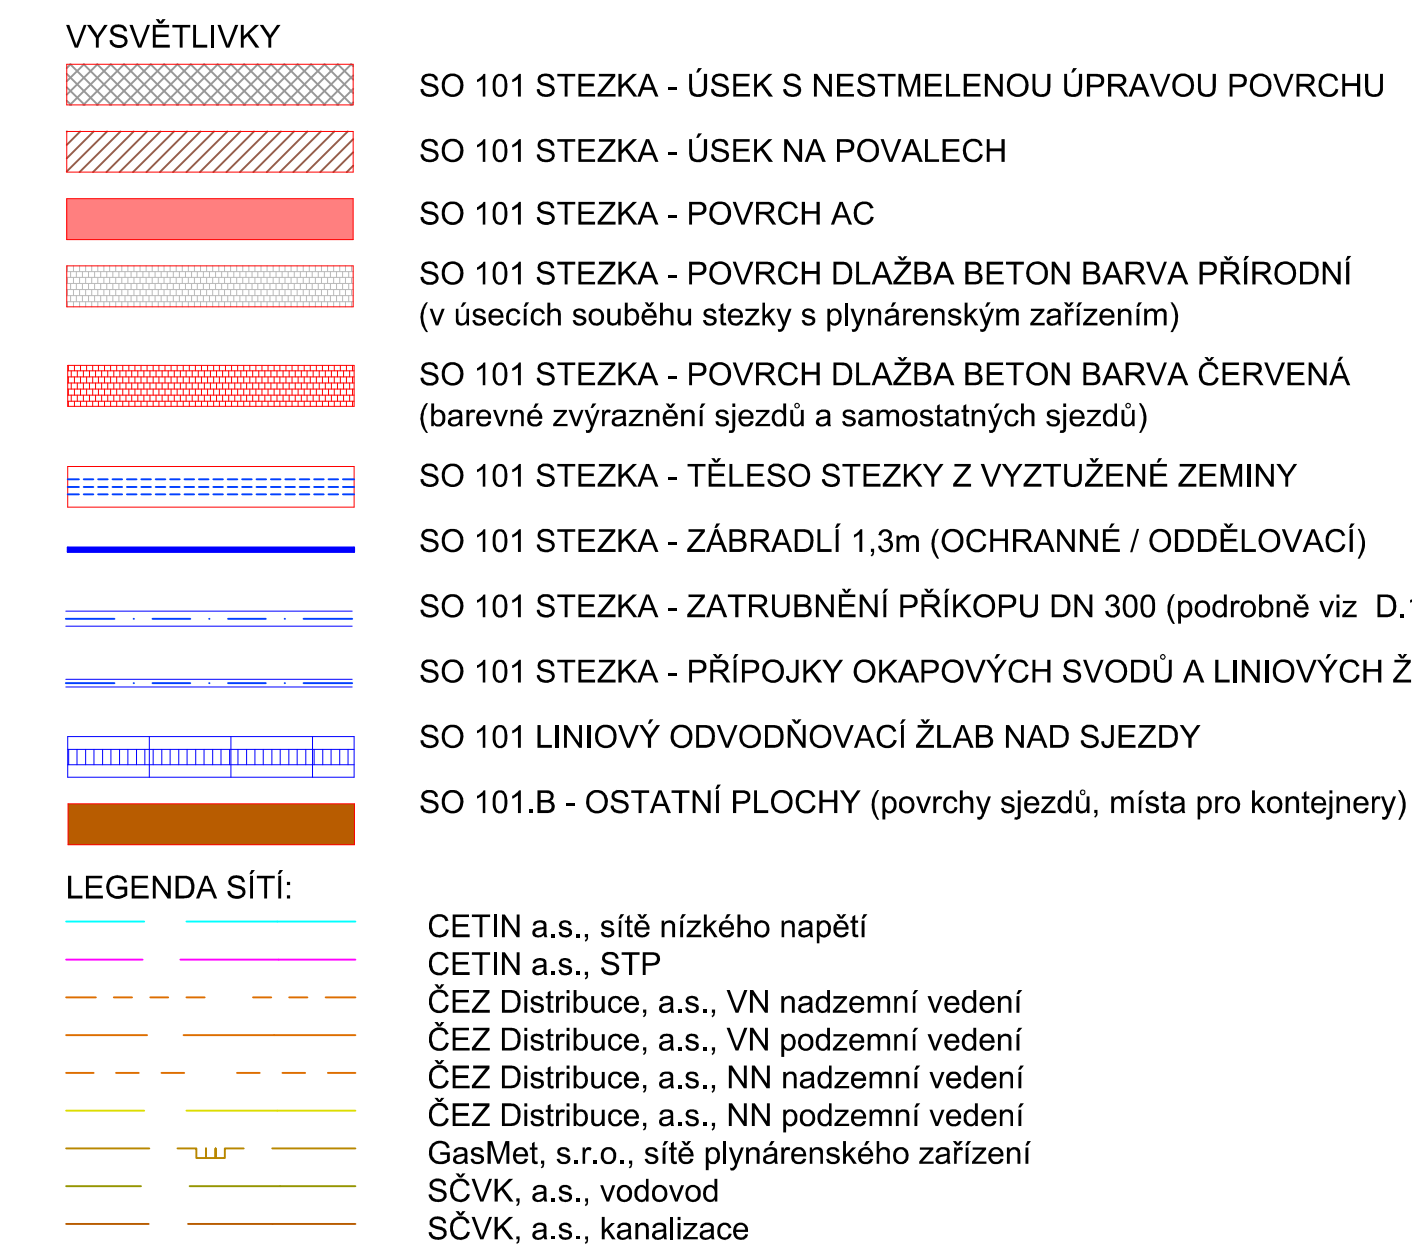 VYSVĚTLIVKY
SO 101 STEZKA - ÚSEK S NESTMELENOU ÚPRAVOU POVRCHU
SO 101 STEZKA - ÚSEK NA POVALECH
SO 101 STEZKA - POVRCH AC
SO 101 STEZKA - POVRCH DLAŽBA BETON BARVA PŘÍRODNÍ
(v úsecích souběhu stezky s plynárenským zařízením)
SO 101 STEZKA - POVRCH DLAŽBA BETON BARVA ČERVENÁ
(barevné zvýraznění sjezdů a samostatných sjezdů)
SO 101 STEZKA - TĚLESO STEZKY Z VYZTUŽENÉ ZEMINY
SO 101 STEZKA - ZÁBRADLÍ 1,3m (OCHRANNÉ / ODDĚLOVACÍ)
SO 101 STEZKA - ZATRUBNĚNÍ PŘÍKOPU DN 300 (podrobně viz D.
SO 101 STEZKA - PŘÍPOJKY OKAPOVÝCH SVODŮ A LINIOVÝCH Ž
SO 101 LINIOVÝ ODVODŇOVACÍ ŽLAB NAD SJEZDY
SO 101.B - OSTATNÍ PLOCHY (povrchy sjezdů, místa pro kontejnery)
LEGENDA SÍTÍ:
CETIN a.s., sítě nízkého napětí
CETIN a.s., STP
ČEZ Distribuce, a.s., VN nadzemní vedení
ČEZ Distribuce, a.s., VN podzemní vedení
ČEZ Distribuce, a.s., NN nadzemní vedení
ČEZ Distribuce, a.s., NN podzemní vedení
GasMet, s.r.o., sítě plynárenského zařízení
SČVK, a.s., vodovod
SČVK, a.s., kanalizace